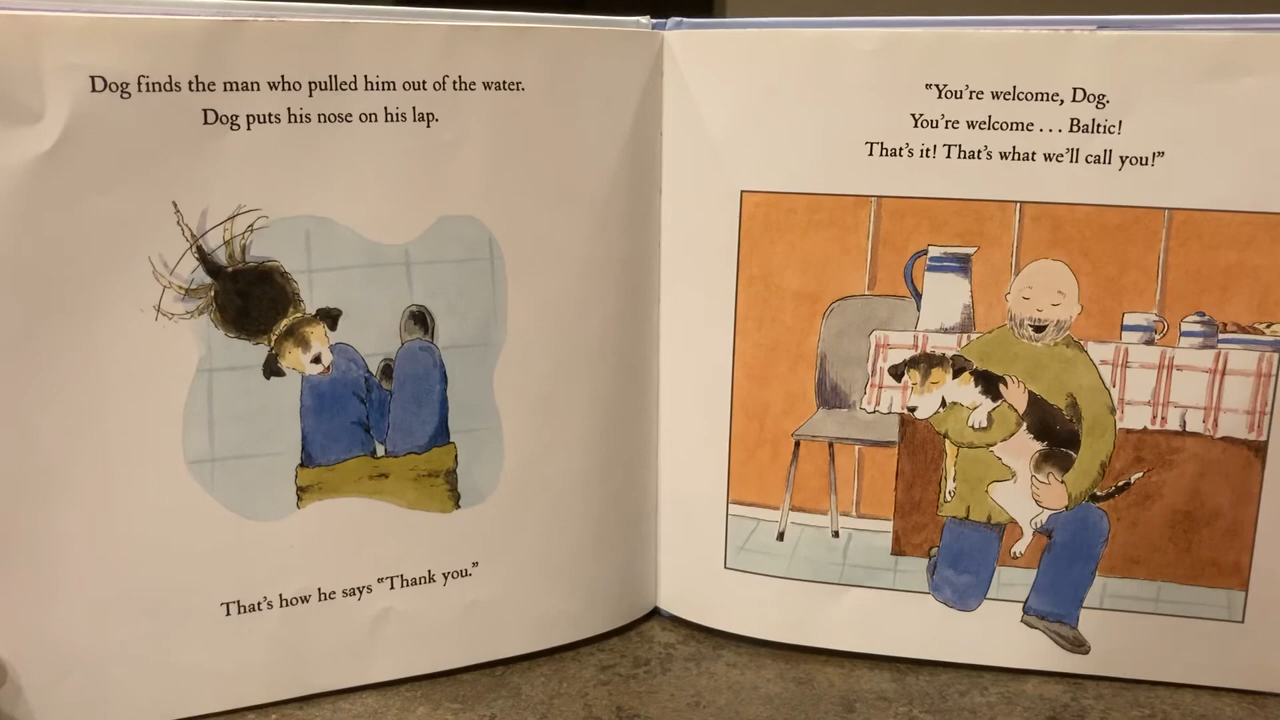 Dog finds the man who pulled him out of the water.
Dog puts his nose on his lap.
That's how he says "Thank you."
"You're welcome, Dog.
You're welcome . . . Baltic!
That's it! That's what we'll call you!"